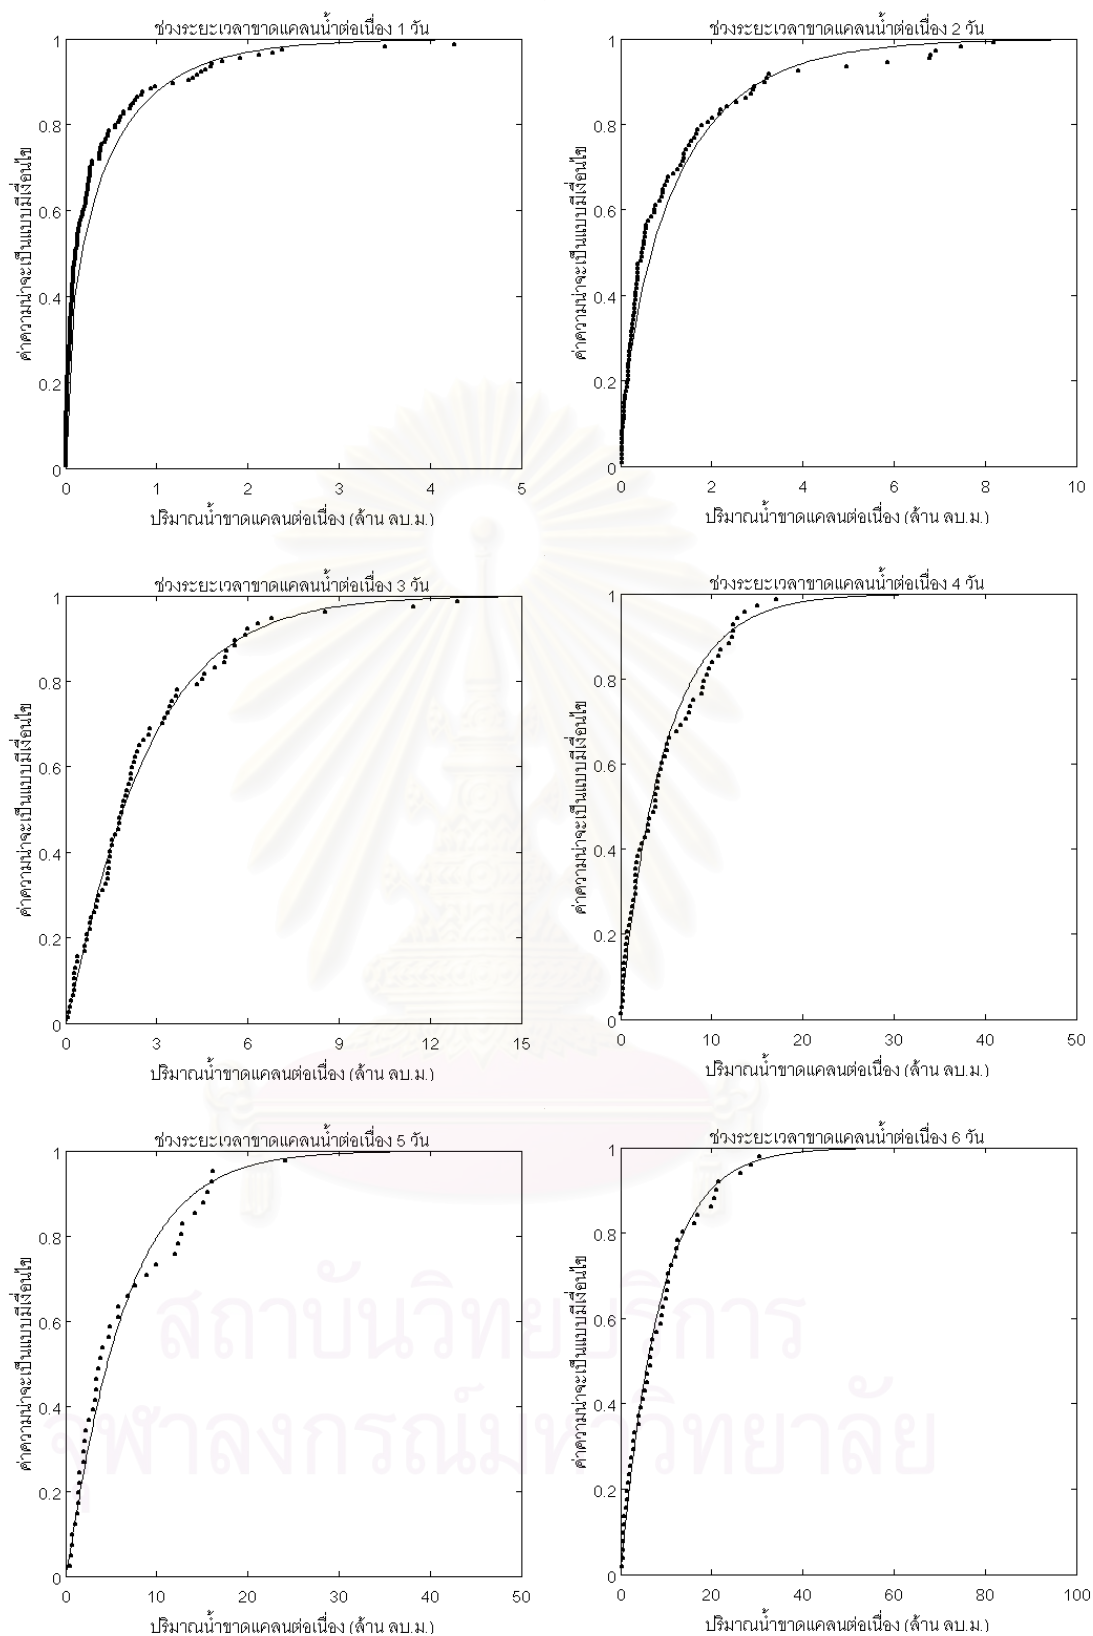 ช่วงระยะเวลาขาดแคลนน้ำต่อเนื่อง 1 วัน
1
0.8
0.6
0.4
0.2
0
ค่าความน่าจะเป็นแบบมีเงื่อนไข
0 1 2 3 4 5
ปริมาณน้ำขาดแคลนต่อเนื่อง (ล้าน ลบ.ม.)
ช่วงระยะเวลาขาดแคลนน้ำต่อเนื่อง 2 วัน
1
0.8
0.6
0.4
0.2
0
ค่าความน่าจะเป็นแบบมีเงื่อนไข
0 2 4 6 8 10
ปริมาณน้ำขาดแคลนต่อเนื่อง (ล้าน ลบ.ม.)
ช่วงระยะเวลาขาดแคลนน้ำต่อเนื่อง 3 วัน
1
0.8
0.6
0.4
0.2
0
ค่าความน่าจะเป็นแบบมีเงื่อนไข
0 3 6 9 12 15
ปริมาณน้ำขาดแคลนต่อเนื่อง (ล้าน ลบ.ม.)
ช่วงระยะเวลาขาดแคลนน้ำต่อเนื่อง 4 วัน
1
0.8
0.6
0.4
0.2
0
ค่าความน่าจะเป็นแบบมีเงื่อนไข
0 10 20 30 40 50
ปริมาณน้ำขาดแคลนต่อเนื่อง (ล้าน ลบ.ม.)
ช่วงระยะเวลาขาดแคลนน้ำต่อเนื่อง 5 วัน
1
0.8
0.6
0.4
0.2
0
ค่าความน่าจะเป็นแบบมีเงื่อนไข
0 10 20 30 40 50
ปริมาณน้ำขาดแคลนต่อเนื่อง (ล้าน ลบ.ม.)
ช่วงระยะเวลาขาดแคลนน้ำต่อเนื่อง 6 วัน
1
0.8
0.6
0.4
0.2
0
ค่าความน่าจะเป็นแบบมีเงื่อนไข
0 20 40 60 80 100
ปริมาณน้ำขาดแคลนต่อเนื่อง (ล้าน ลบ.ม.)
สถาบันวิทยบริการ
จุฬาลงกรณ์มหาวิทยาลัย